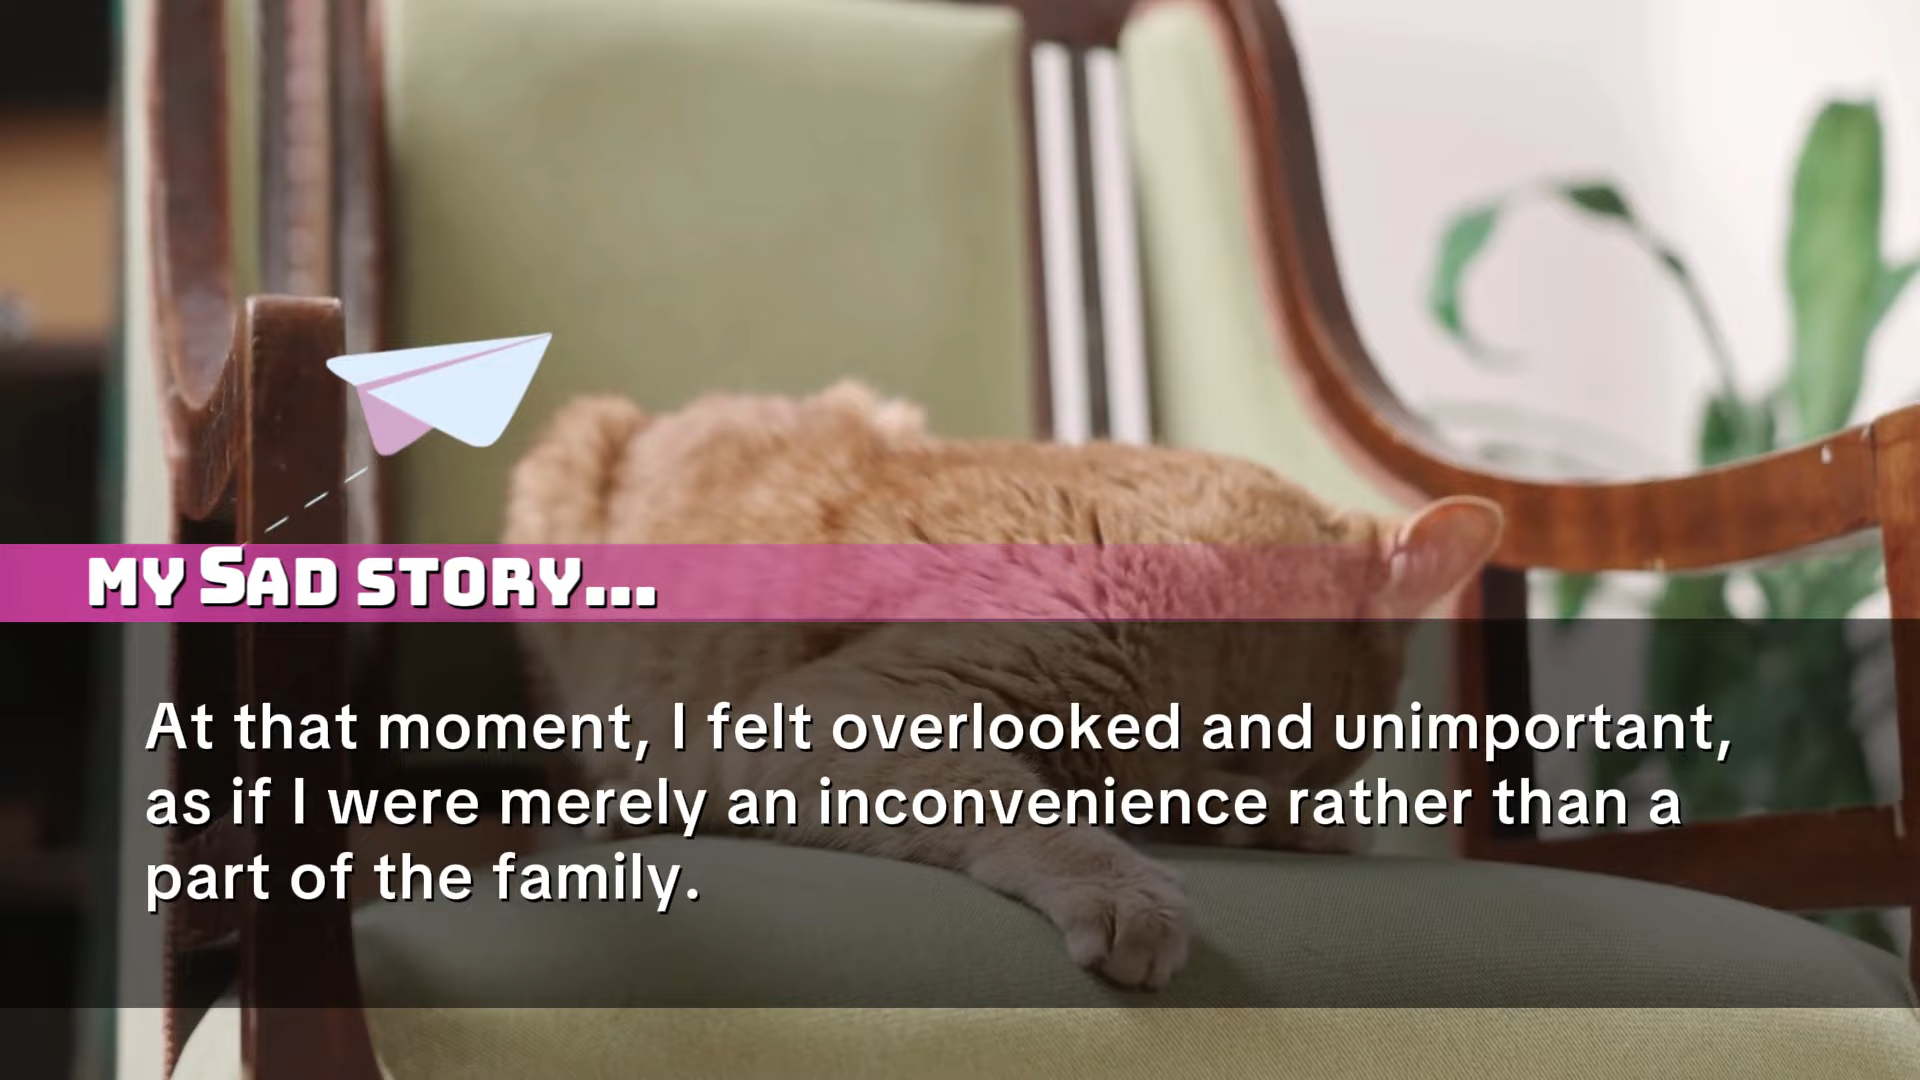 MY SAD STORY...
At that moment, I felt overlooked and unimportant,
as if I were merely an inconvenience rather than a
part of the family.